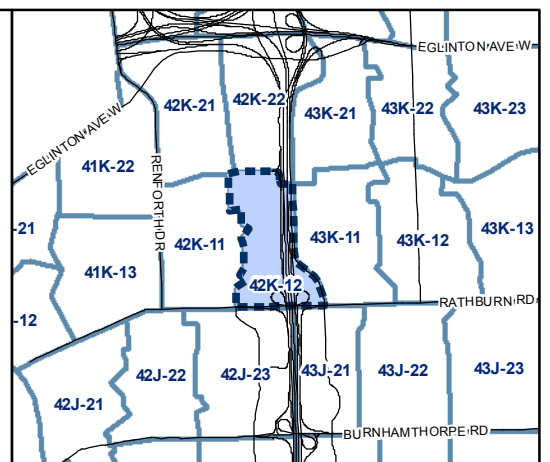 EGLINTON AVE W
42K-21
42K-22
43K-21
43K-22
43K-23
EGLINTON AVE W
41K-22
RENFORTH DR
-21
42K-11
43K-11
43K-12
43K-13
41K-13
42K-12
RATHBURN RD
-12
42J-21
42J-22
42J-23
43J-21
43J-22
43J-23
BURNHAMTHORPE RD